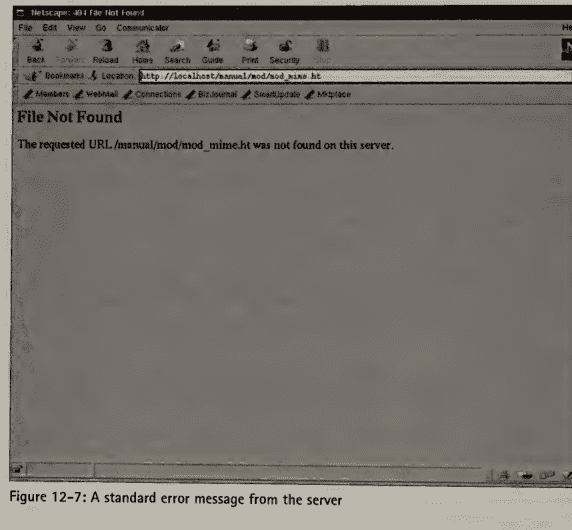 Netscape: 404 File Not Found
File Edit View Go Communicator He
Back Forward Reload Home Search Guide Print Security Stop
Bookmarks Location: http://localhost/manual/mod/mod_mime.ht
Members WebMail Connections BizJournal SmartUpdate Mktplace
File Not Found
The requested URL /manual/mod/mod_mime.ht was not found on this server.
Figure 12-7: A standard error message from the server